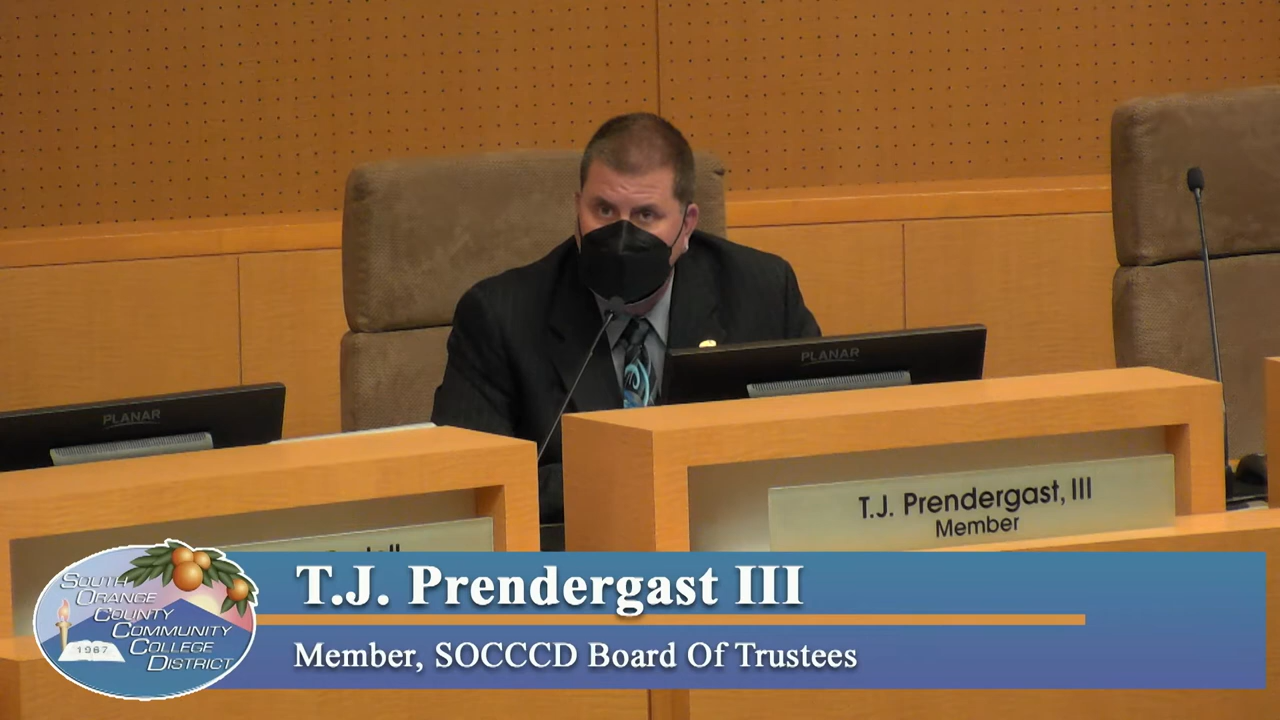 PLANAR
PLANAR
T.J. Prendergast, III
Member
SOUTH
ORANGE
COUNTY
COMMUNITY
COLLEGE
DISTRICT
1967
T.J. Prendergast III
Member, SOCCCD Board Of Trustees